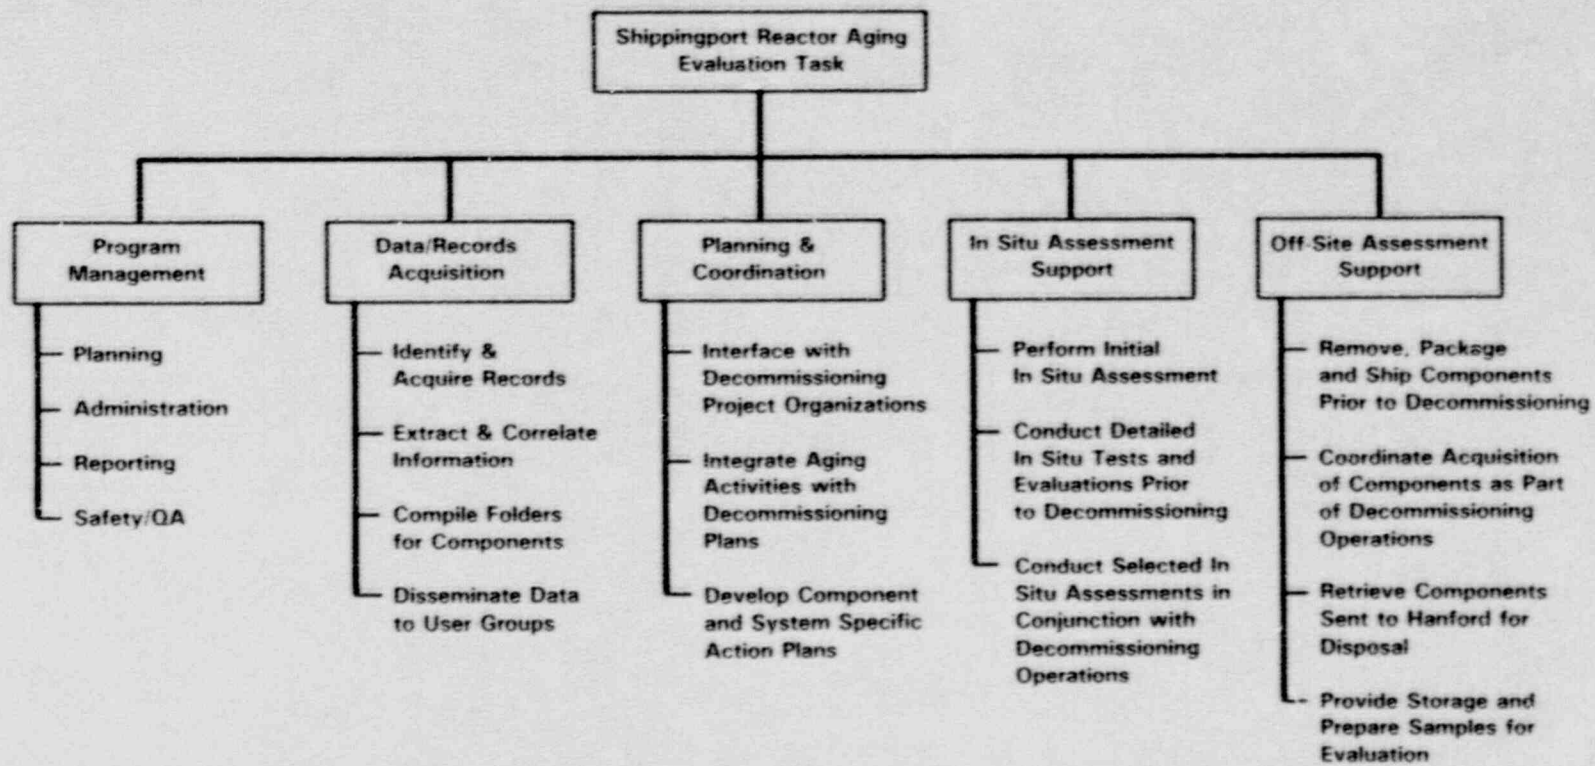 Shippingport Reactor Aging
Evaluation Task
Program
Management
Planning
Administration
Reporting
Safety/QA
Data/Records
Acquisition
Identify &
Acquire Records
Extract & Correlate
Information
Compile Folders
for Components
Disseminate Data
to User Groups
Planning &
Coordination
Interface with
Decommissioning
Project Organizations
Integrate Aging
Activities with
Decommissioning
Plans
Develop Component
and System Specific
Action Plans
In Situ Assessment
Support
Perform Initial
In Situ Assessment
Conduct Detailed
In Situ Tests and
Evaluations Prior
to Decommissioning
Conduct Selected In
Situ Assessments in
Conjunction with
Decommissioning
Operations
Off-Site Assessment
Support
Remove, Package
and Ship Components
Prior to Decommissioning
Coordinate Acquisition
of Components as Part
of Decommissioning
Operations
Retrieve Components
Sent to Hanford for
Disposal
Provide Storage and
Prepare Samples for
Evaluation